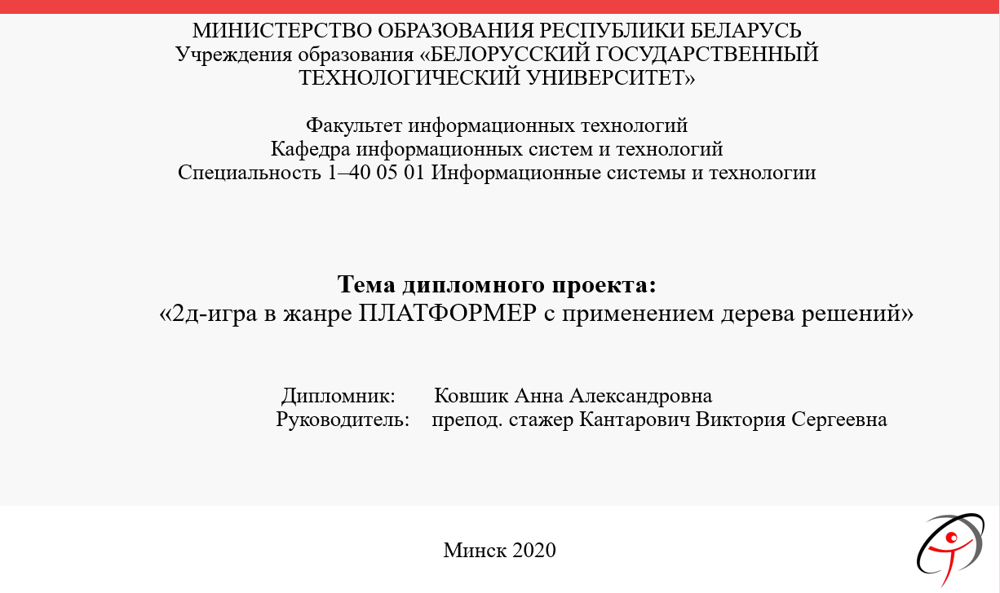 МИНИСТЕРСТВО ОБРАЗОВАНИЯ РЕСПУБЛИКИ БЕЛАРУСЬ
Учреждения образования «БЕЛОРУССКИЙ ГОСУДАРСТВЕННЫЙ
ТЕХНОЛОГИЧЕСКИЙ УНИВЕРСИТЕТ»
Факультет информационных технологий
Кафедра информационных систем и технологий
Специальность 1–40 05 01 Информационные системы и технологии
Тема дипломного проекта:
«2д-игра в жанре ПЛАТФОРМЕР с применением дерева решений»
Дипломник: Ковшик Анна Александровна
Руководитель: препод. стажер Кантарович Виктория Сергеевна
Минск 2020